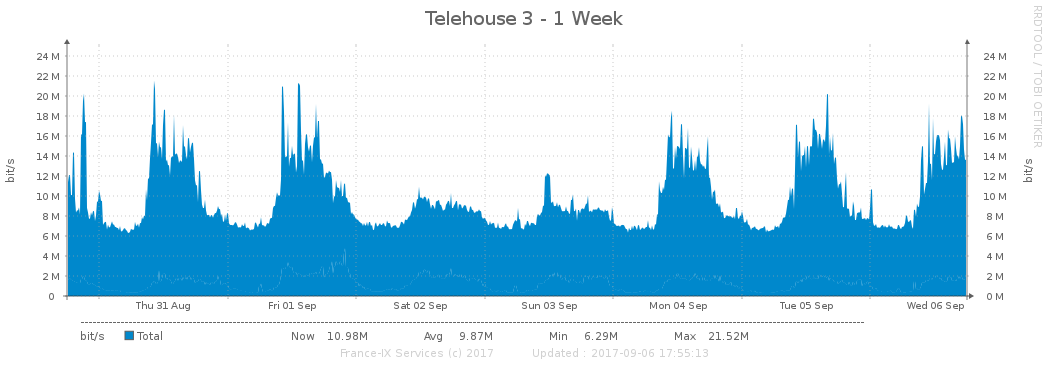 Telehouse 3 - 1 Week
RRDTOOL / TOBI OETIKER
bit/s
24 M
22 M
20 M
18 M
16 M
14 M
12 M
10 M
8 M
6 M
4 M
2 M
0
24 M
22 M
20 M
18 M
16 M
14 M
12 M
10 M
8 M
6 M
4 M
2 M
0 M
bit/s
Thu 31 Aug Fri 01 Sep Sat 02 Sep Sun 03 Sep Mon 04 Sep Tue 05 Sep Wed 06 Sep
bit/s Total Now 10.98M Avg 9.87M Min 6.29M Max 21.52M
France-IX Services (c) 2017 Updated : 2017-09-06 17:55:13